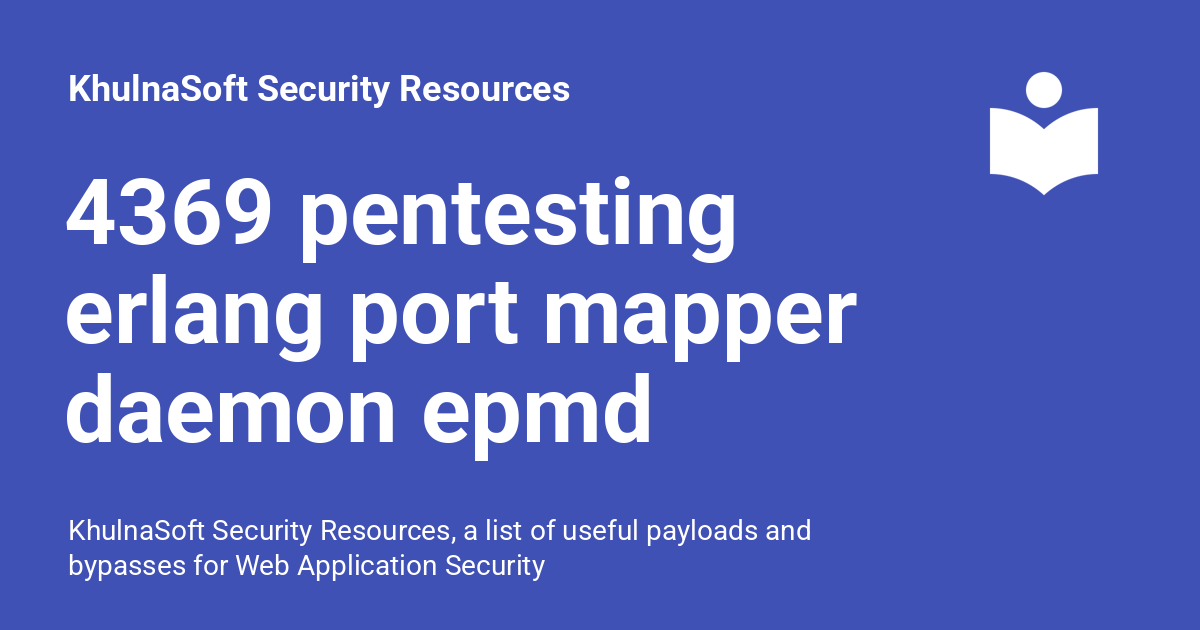 KhulnaSoft Security Resources
4369 pentesting
erlang port mapper
daemon epmd
KhulnaSoft Security Resources, a list of useful payloads and
bypasses for Web Application Security